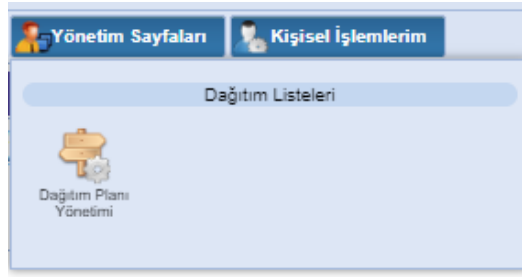 Yönetim Sayfaları
Kişisel İşlemlerim
Dağıtım Listeleri
Dağıtım Planı
Yönetimi